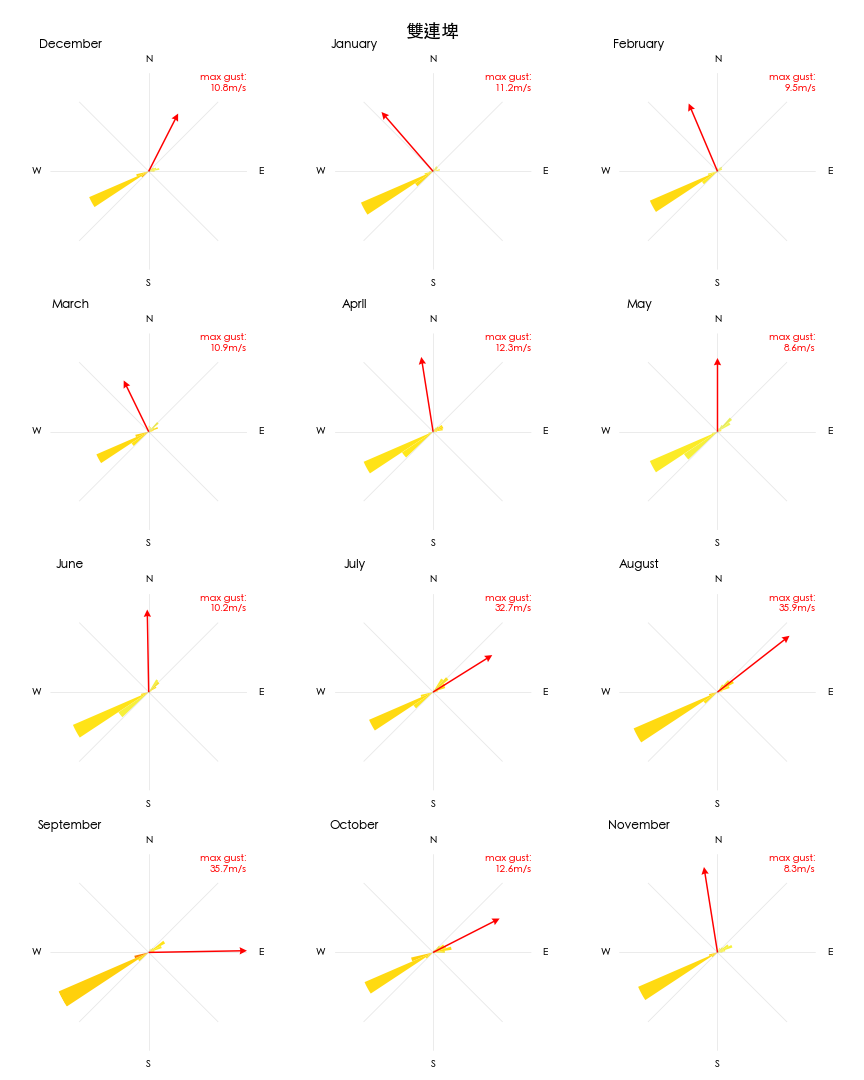 雙連埤
December
January
February
N
N
N
max gust:
10.8m/s
max gust:
11.2m/s
max gust:
9.5m/s
W
E
W
E
W
E
S
S
S
March
April
May
N
N
N
max gust:
10.9m/s
max gust:
12.3m/s
max gust:
8.6m/s
W
E
W
E
W
E
S
S
S
June
July
August
N
N
N
max gust:
10.2m/s
max gust:
32.7m/s
max gust:
35.9m/s
W
E
W
E
W
E
S
S
S
September
October
November
N
N
N
max gust:
35.7m/s
max gust:
12.6m/s
max gust:
8.3m/s
W
E
W
E
W
E
S
S
S